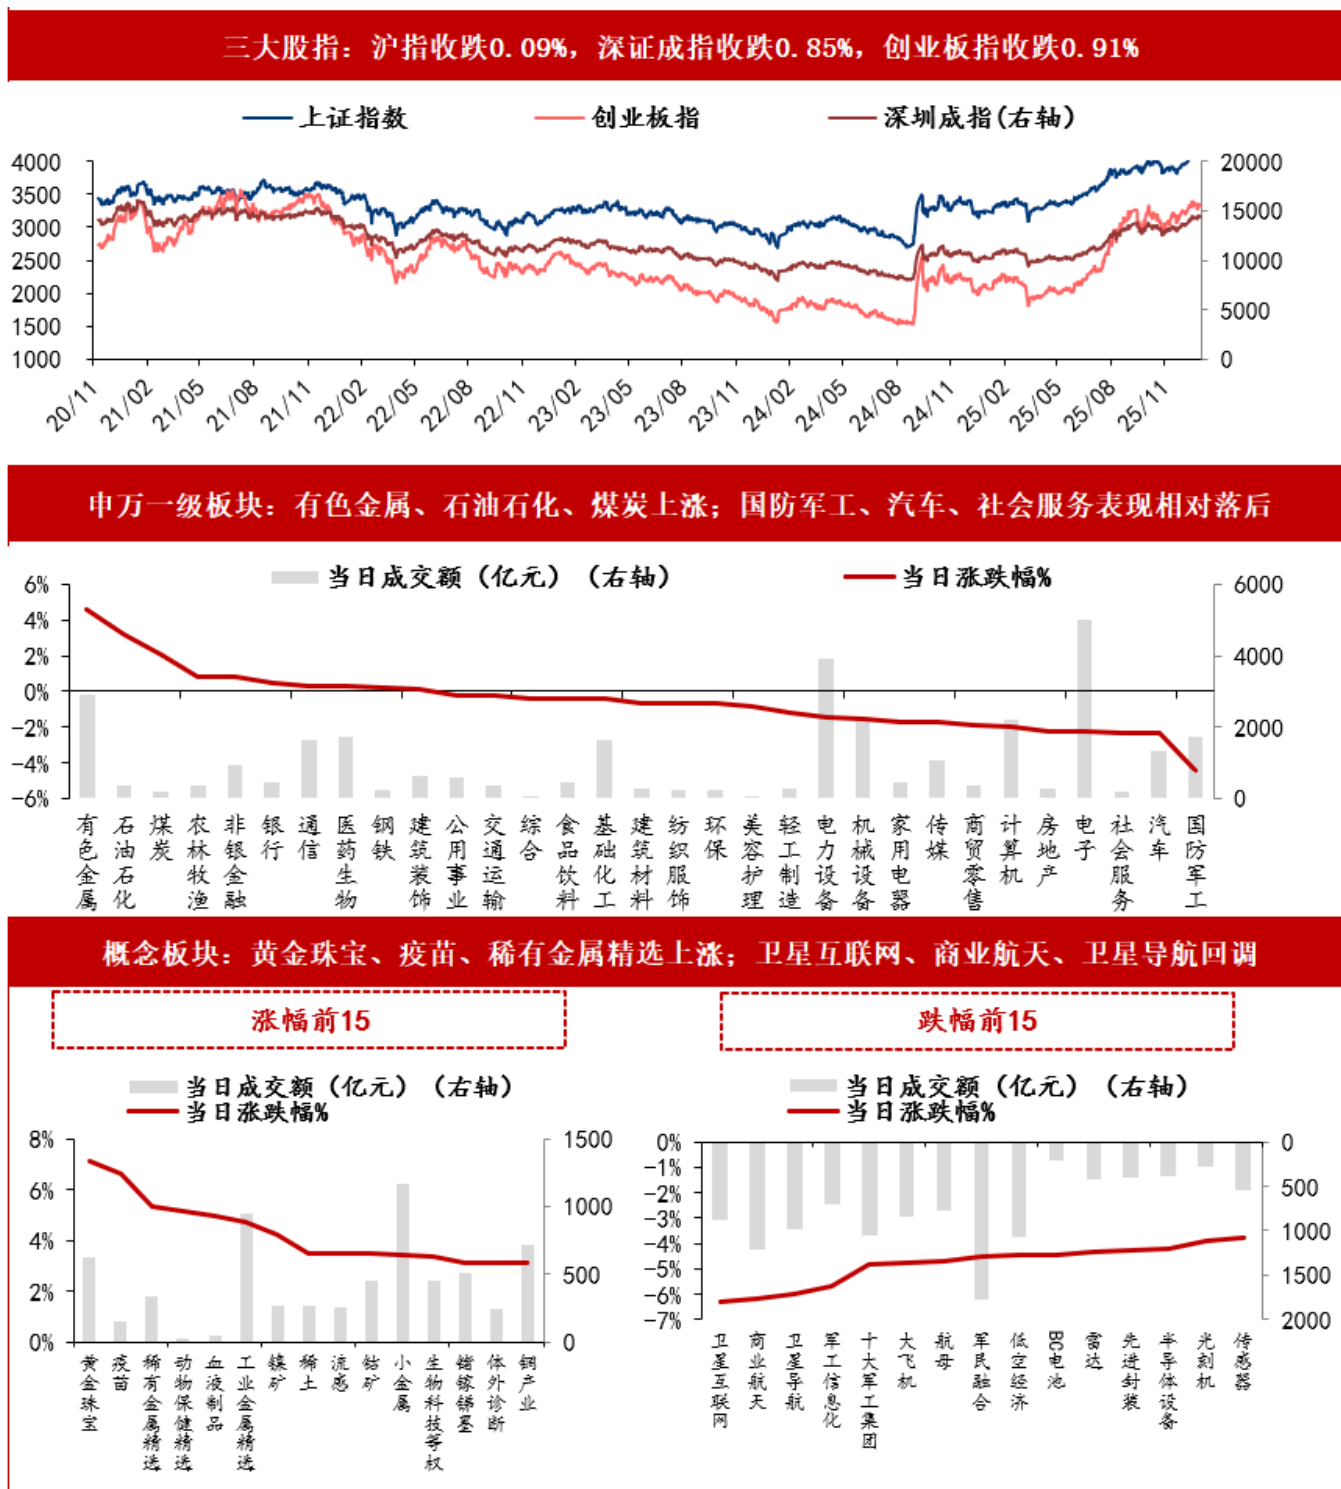 三大股指：沪指收跌0.09%，深证成指收跌0.85%，创业板指收跌0.91%
上证指数 创业板指 深圳成指(右轴)
4000 20000
3500
3000 15000
2500 10000
2000
1500 5000
1000 0
20/11 21/02 21/05 21/08 21/11 22/02 22/05 22/08 22/11 23/02 23/05 23/08 23/11 24/02 24/05 24/08 24/11 25/02 25/05 25/08 25/11
申万一级板块：有色金属、石油石化、煤炭上涨；国防军工、汽车、社会服务表现相对落后
当日成交额（亿元）（右轴） 当日涨跌幅%
6% 6000
4%
2% 4000
0%
-2% 2000
-4%
-6% 0
有色金属 石油石化 煤炭 农林牧渔 非银金融 银行 通信 医药生物 钢铁 建筑装饰 公用事业 交通运输 综合 食品饮料 基础化工 建筑材料 纺织服饰 环保 美容护理 轻工制造 电力设备 机械设备 家用电器 传媒 商贸零售 计算机 房地产 电子 社会服务 汽车 国防军工
概念板块：黄金珠宝、疫苗、稀有金属精选上涨；卫星互联网、商业航天、卫星导航回调
涨幅前15
当日成交额（亿元）（右轴）
当日涨跌幅%
8% 1500
6% 1000
4%
2% 500
0% 0
黄金珠宝 疫苗 稀有金属精选 动物保健精选 血液制品 工业金属精选 镍矿 稀土 流感 钴矿 小金属 生物科技等权 锗镓锑墨 体外诊断 铜产业
跌幅前15
当日成交额（亿元）（右轴）
当日涨跌幅%
0% 0
-1%
-2% 500
-3%
-4% 1000
-5%
-6% 1500
-7% 2000
卫星互联网 商业航天 卫星导航 军工信息化 十大军工集团 大飞机 航母 军民融合 低空经济 BC电池 雷达 先进封装 半导体设备 光刻机 传感器